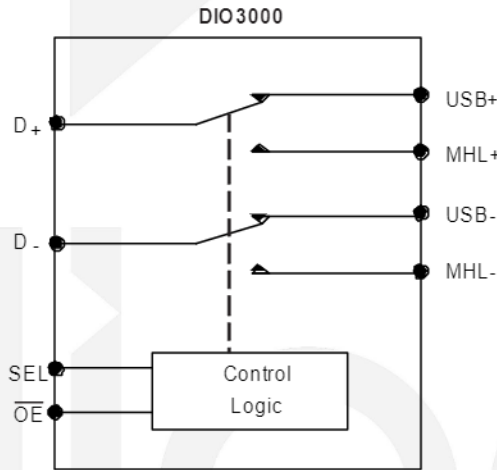 DIO3000
D+
USB+
MHL+
USB-
D-
MHL-
SEL
Control
Logic
OE